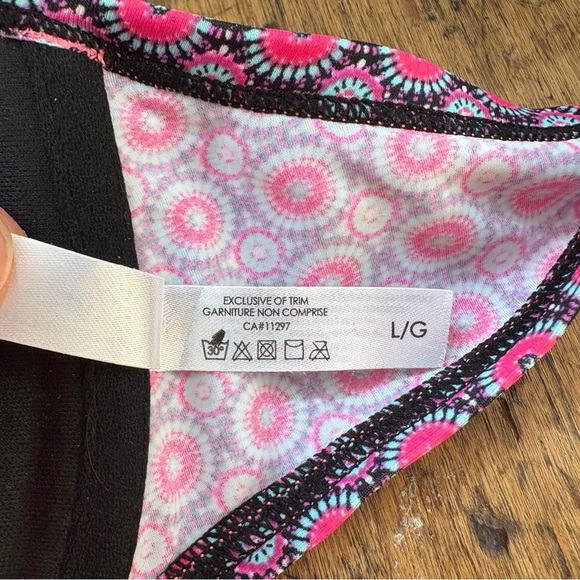 EXCLUSIVE OF TRIM
GARNITURE NON COMPRISE
CA#11297
L/G
30°